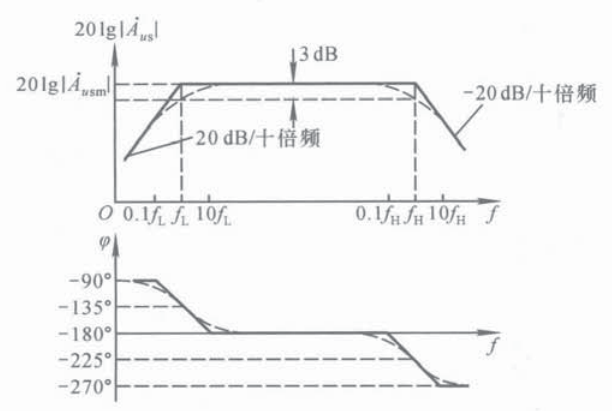 20lg|Ȧus|
3 dB
20lg|Ȧusm|
-20 dB/十倍频
20 dB/十倍频
O 0.1fL fL 10fL 0.1fH fH 10fH f
φ
-90°
-135°
-180°
f
-225°
-270°